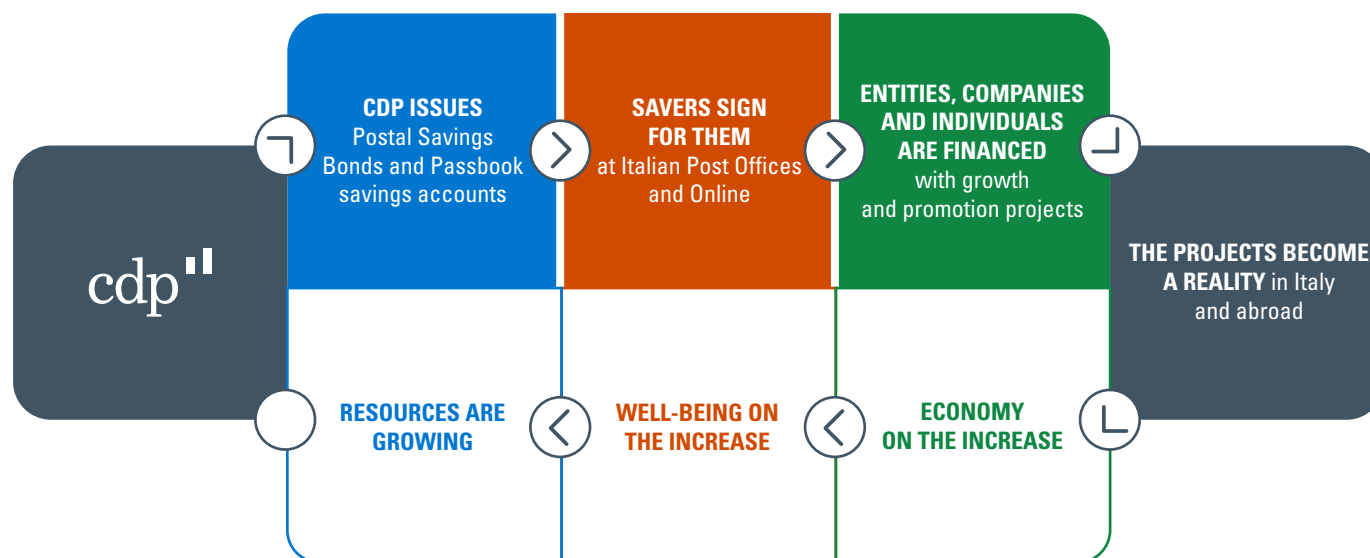 cdp
CDP ISSUES
Postal Savings
Bonds and Passbook
savings accounts
SAVERS SIGN
FOR THEM
at Italian Post Offices
and Online
ENTITIES, COMPANIES
AND INDIVIDUALS
ARE FINANCED
with growth
and promotion projects
THE PROJECTS BECOME
A REALITY in Italy
and abroad
ECONOMY
ON THE INCREASE
WELL-BEING ON
THE INCREASE
RESOURCES ARE
GROWING